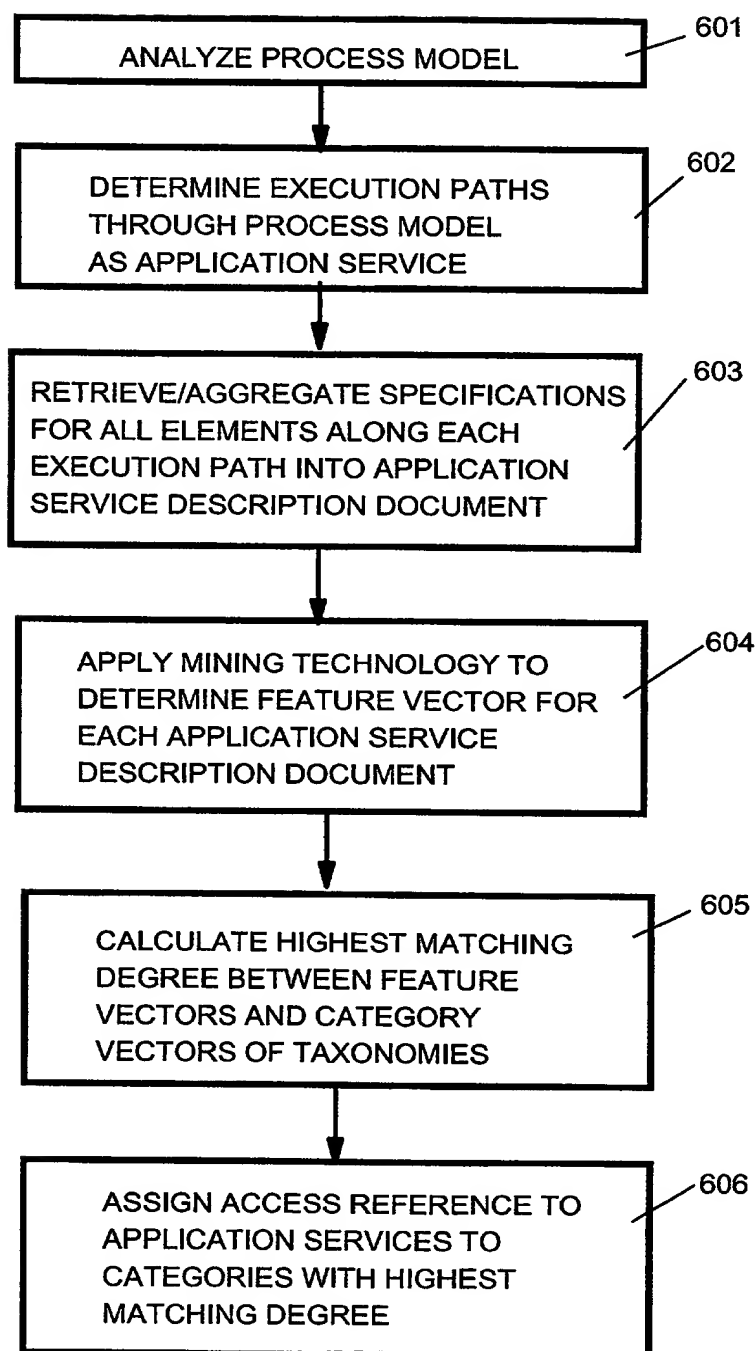 601
ANALYZE PROCESS MODEL
602
DETERMINE EXECUTION PATHS
THROUGH PROCESS MODEL
AS APPLICATION SERVICE
603
RETRIEVE/AGGREGATE SPECIFICATIONS
FOR ALL ELEMENTS ALONG EACH
EXECUTION PATH INTO APPLICATION
SERVICE DESCRIPTION DOCUMENT
604
APPLY MINING TECHNOLOGY TO
DETERMINE FEATURE VECTOR FOR
EACH APPLICATION SERVICE
DESCRIPTION DOCUMENT
605
CALCULATE HIGHEST MATCHING
DEGREE BETWEEN FEATURE
VECTORS AND CATEGORY
VECTORS OF TAXONOMIES
606
ASSIGN ACCESS REFERENCE TO
APPLICATION SERVICES TO
CATEGORIES WITH HIGHEST
MATCHING DEGREE